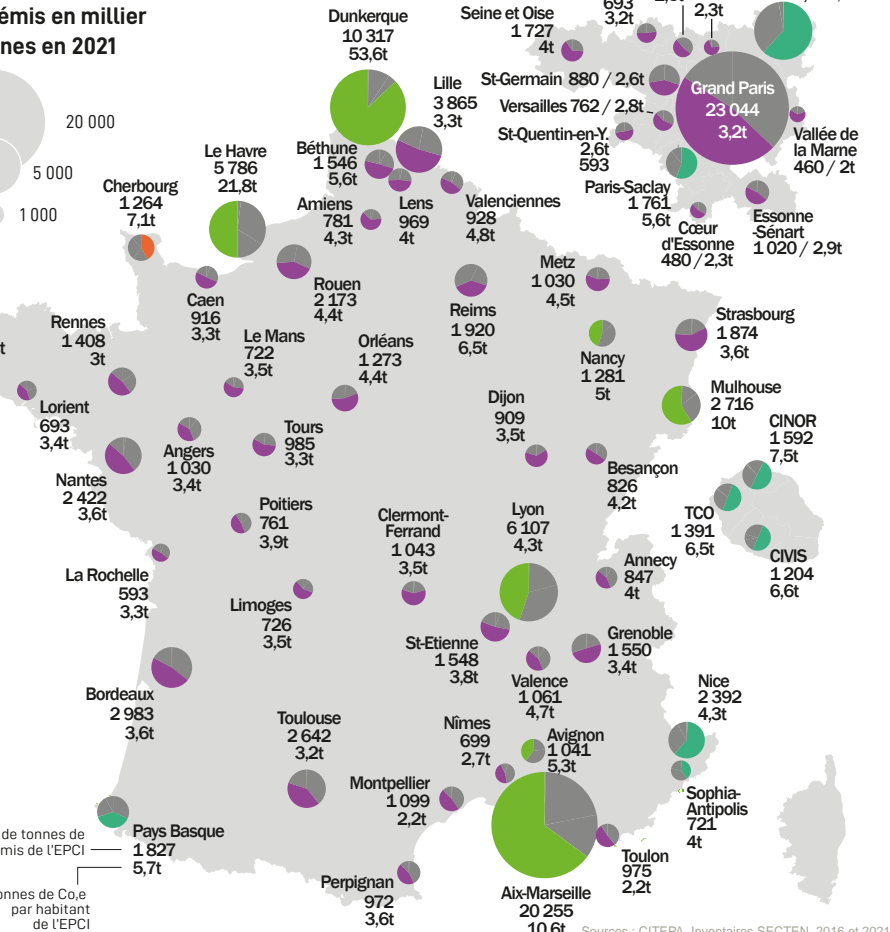 émis en millier
nnes en 2021
20 000
5 000
1 000
Dunkerque
10 317
53,6t
Lille
3 865
3,3t
Béthune
1 546
5,6t
Lens
969
4t
Valenciennes
928
4,8t
Amiens
781
4,3t
Le Havre
5 786
21,8t
Cherbourg
1 264
7,1t
Caen
916
3,3t
Rouen
2 173
4,4t
Seine et Oise
1 727
4t
693
3,2t
2,3t
St-Germain 880 / 2,6t
Versailles 762 / 2,8t
St-Quentin-en-Y.
2,6t
593
Grand Paris
23 044
3,2t
Vallée de
la Marne
460 / 2t
Paris-Saclay
1 761
5,6t
Cœur
d'Essonne
480 / 2,3t
Essonne
-Sénart
1 020 / 2,9t
Reims
1 920
6,5t
Metz
1 030
4,5t
Nancy
1 281
5t
Strasbourg
1 874
3,6t
Mulhouse
2 716
10t
Rennes
1 408
3t
t
Lorient
693
3,4t
Le Mans
722
3,5t
Orléans
1 273
4,4t
Angers
1 030
3,4t
Tours
985
3,3t
Nantes
2 422
3,6t
Dijon
909
3,5t
Besançon
826
4,2t
CINOR
1 592
7,5t
TCO
1 391
6,5t
CIVIS
1 204
6,6t
Poitiers
761
3,9t
La Rochelle
593
3,3t
Limoges
726
3,5t
Clermont-
Ferrand
1 043
3,5t
Lyon
6 107
4,3t
Annecy
847
4t
St-Etienne
1 548
3,8t
Grenoble
1 550
3,4t
Valence
1 061
4,7t
Bordeaux
2 983
3,6t
Toulouse
2 642
3,2t
Nîmes
699
2,7t
Avignon
1 041
5,3t
Montpellier
1 099
2,2t
Nice
2 392
4,3t
Sophia-
Antipolis
721
4t
Toulon
975
2,2t
Aix-Marseille
20 255
10,6t
Perpignan
972
3,6t
Pays Basque
1 827
5,7t
de tonnes de
mis de l'EPCI
onnes de Co₂e
par habitant
de l'EPCI
Sources : CITEPA, Inventaires SECTEN, 2016 et 2021